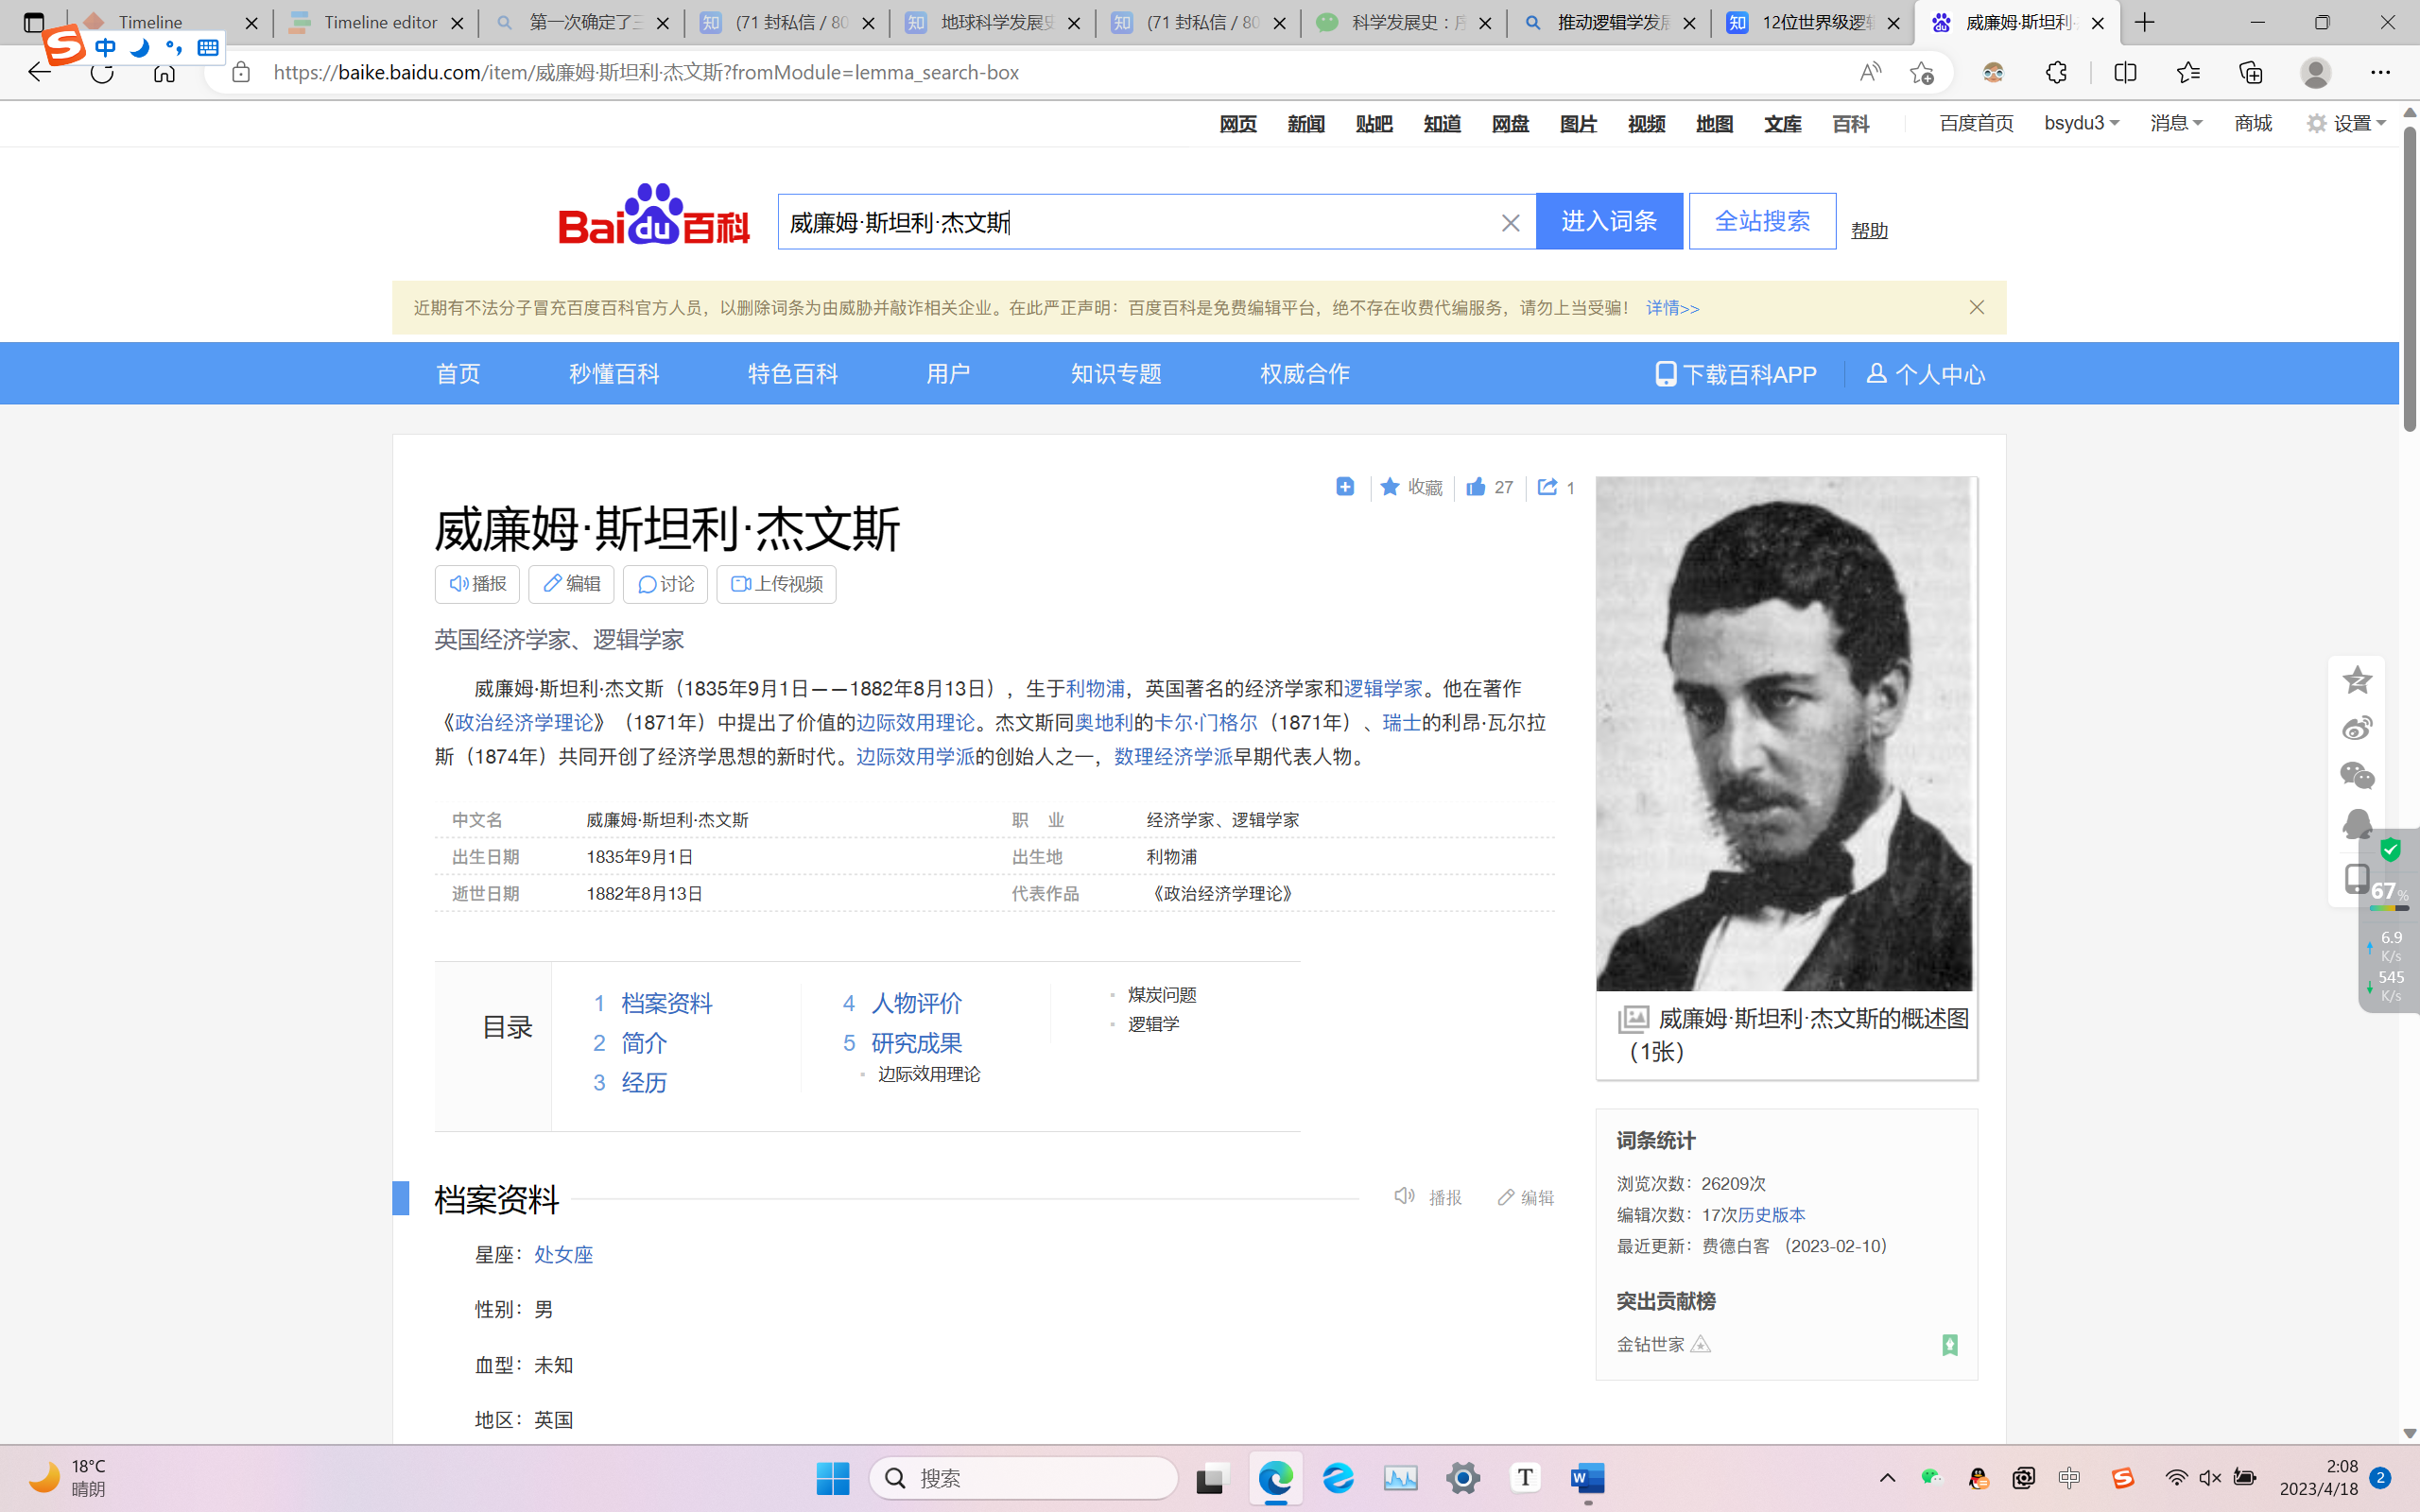 Timeline
Timeline editor
第一次确定了三
(71 封私信 / 80
地球科学发展史
(71 封私信 / 80
科学发展史：序
推动逻辑学发展
12位世界级逻辑
威廉姆·斯坦利·
中
https://baike.baidu.com/item/威廉姆·斯坦利·杰文斯?fromModule=lemma_search-box
网页 新闻 贴吧 知道 网盘 图片 视频 地图 文库 百科 百度首页 bsydu3 消息 商城 设置
Bai du 百科
威廉姆·斯坦利·杰文斯
进入词条
全站搜索
帮助
近期有不法分子冒充百度百科官方人员，以删除词条为由威胁并敲诈相关企业。在此严正声明：百度百科是免费编辑平台，绝不存在收费代编服务，请勿上当受骗！ 详情>>
首页 秒懂百科 特色百科 用户 知识专题 权威合作 下载百科APP 个人中心
收藏 27 1
威廉姆·斯坦利·杰文斯
播报 编辑 讨论 上传视频
英国经济学家、逻辑学家
威廉姆·斯坦利·杰文斯（1835年9月1日——1882年8月13日），生于利物浦，英国著名的经济学家和逻辑学家。他在著作
《政治经济学理论》（1871年）中提出了价值的边际效用理论。杰文斯同奥地利的卡尔·门格尔（1871年）、瑞士的利昂·瓦尔拉
斯（1874年）共同开创了经济学思想的新时代。边际效用学派的创始人之一，数理经济学派早期代表人物。
中文名 威廉姆·斯坦利·杰文斯 职 业 经济学家、逻辑学家
出生日期 1835年9月1日 出生地 利物浦
逝世日期 1882年8月13日 代表作品 《政治经济学理论》
目录
1 档案资料
2 简介
3 经历
4 人物评价
5 研究成果
边际效用理论
煤炭问题
逻辑学
威廉姆·斯坦利·杰文斯的概述图
（1张）
词条统计
浏览次数：26209次
编辑次数：17次历史版本
最近更新：费德白客 （2023-02-10）
突出贡献榜
金钻世家
档案资料
播报 编辑
星座：处女座
性别：男
血型：未知
地区：英国
67%
6.9
K/s
545
K/s
18°C
晴朗
搜索
中
2:08
2023/4/18
2